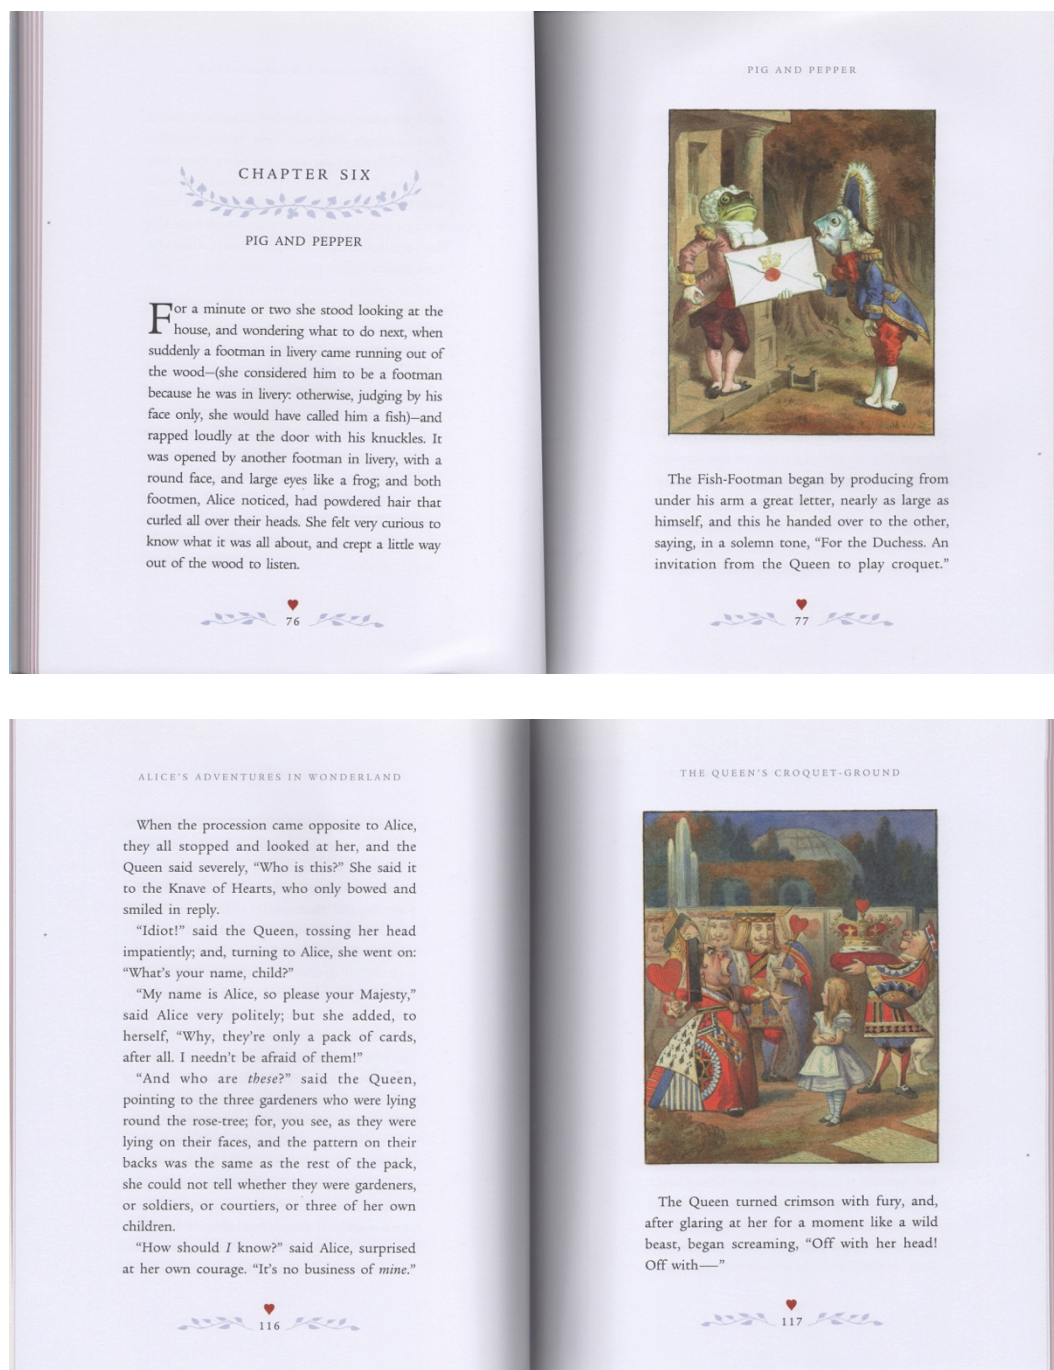 CHAPTER SIX
PIG AND PEPPER
For a minute or two she stood looking at the
house, and wondering what to do next, when
suddenly a footman in livery came running out of
the wood—(she considered him to be a footman
because he was in livery: otherwise, judging by his
face only, she would have called him a fish)—and
rapped loudly at the door with his knuckles. It
was opened by another footman in livery, with a
round face, and large eyes like a frog; and both
footmen, Alice noticed, had powdered hair that
curled all over their heads. She felt very curious to
know what it was all about, and crept a little way
out of the wood to listen.
76
PIG AND PEPPER
The Fish-Footman began by producing from
under his arm a great letter, nearly as large as
himself, and this he handed over to the other,
saying, in a solemn tone, “For the Duchess. An
invitation from the Queen to play croquet.”
77
ALICE'S ADVENTURES IN WONDERLAND
When the procession came opposite to Alice,
they all stopped and looked at her, and the
Queen said severely, “Who is this?” She said it
to the Knave of Hearts, who only bowed and
smiled in reply.
“Idiot!” said the Queen, tossing her head
impatiently; and, turning to Alice, she went on:
“What's your name, child?”
“My name is Alice, so please your Majesty,”
said Alice very politely; but she added, to
herself, “Why, they're only a pack of cards,
after all. I needn't be afraid of them!”
“And who are these?” said the Queen,
pointing to the three gardeners who were lying
round the rose-tree; for, you see, as they were
lying on their faces, and the pattern on their
backs was the same as the rest of the pack,
she could not tell whether they were gardeners,
or soldiers, or courtiers, or three of her own
children.
“How should I know?” said Alice, surprised
at her own courage. “It's no business of mine.”
116
THE QUEEN'S CROQUET-GROUND
The Queen turned crimson with fury, and,
after glaring at her for a moment like a wild
beast, began screaming, “Off with her head!
Off with—”
117